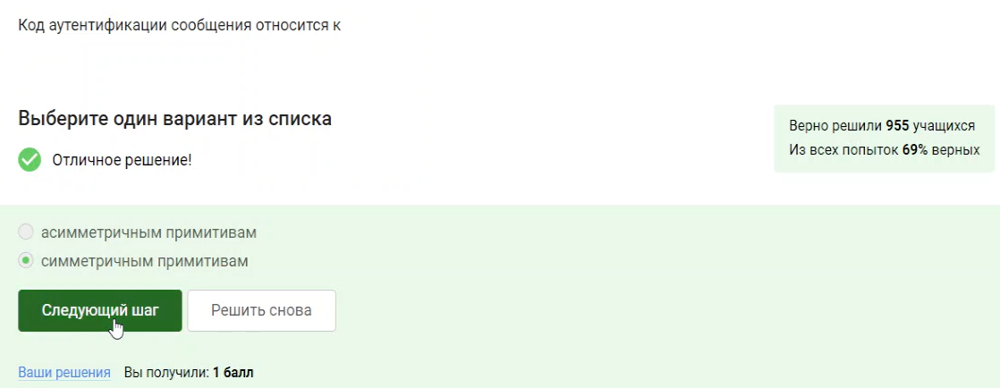 Код аутентификации сообщения относится к
Выберите один вариант из списка
Отличное решение!
Верно решили 955 учащихся
Из всех попыток 69% верных
асимметричным примитивам
симметричным примитивам
Следующий шаг
Решить снова
Ваши решения Вы получили: 1 балл